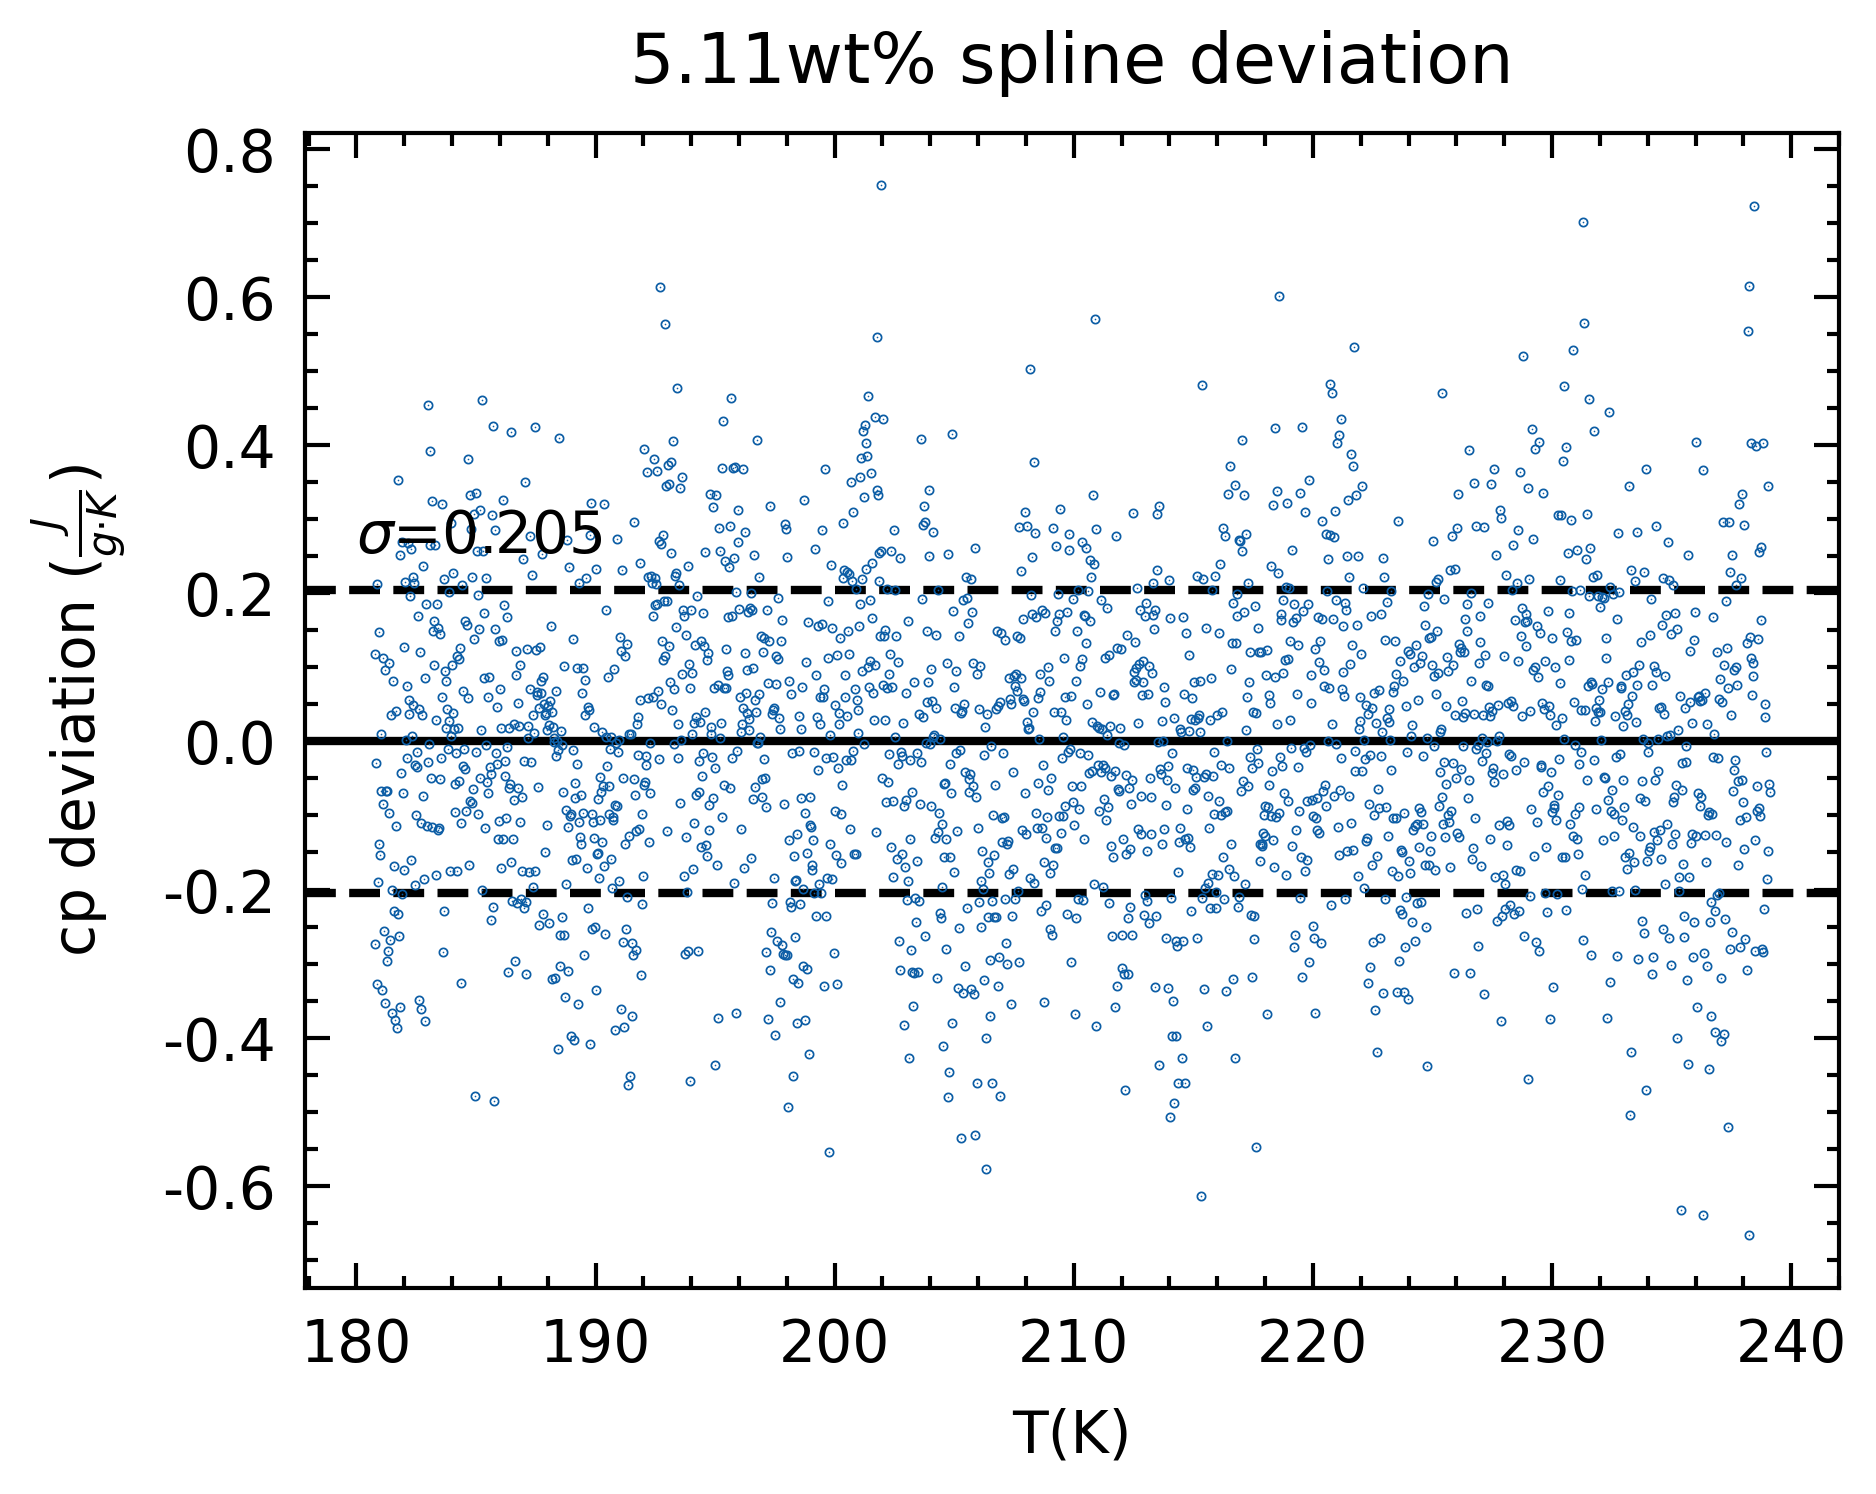 5.11wt% spline deviation
cp deviation (J/g·K)
0.8
0.6
0.4
0.2
0.0
-0.2
-0.4
-0.6
σ=0.205
180 190 200 210 220 230 240
T(K)